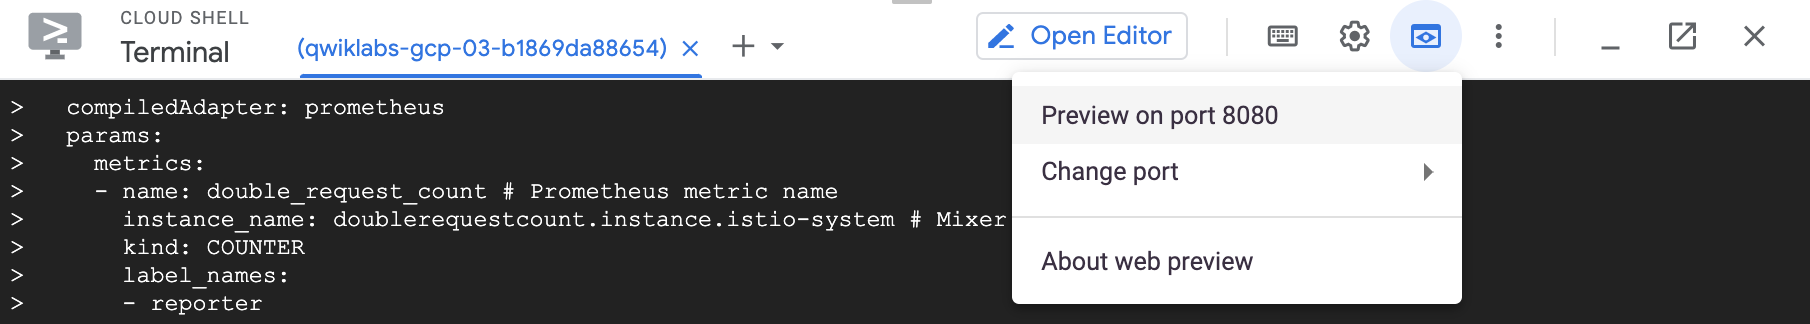 CLOUD SHELL
Terminal
(qwiklabs-gcp-03-b1869da88654)
Open Editor
> compiledAdapter: prometheus
> params:
> metrics:
> - name: double_request_count # Prometheus metric name
> instance_name: doublerequestcount.instance.istio-system # Mixer
> kind: COUNTER
> label_names:
> - reporter
Preview on port 8080
Change port
About web preview